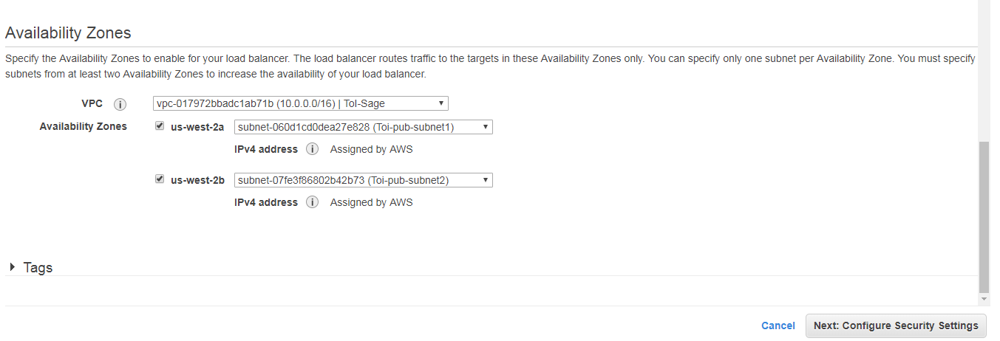 Availability Zones
Specify the Availability Zones to enable for your load balancer. The load balancer routes traffic to the targets in these Availability Zones only. You can specify only one subnet per Availability Zone. You must specify
subnets from at least two Availability Zones to increase the availability of your load balancer.
VPC i vpc-017972bbadc1ab71b (10.0.0.0/16) | Tol-Sage
Availability Zones us-west-2a subnet-060d1cd0dea27e828 (Toi-pub-subnet1)
IPv4 address i Assigned by AWS
us-west-2b subnet-07fe3f86802b42b73 (Toi-pub-subnet2)
IPv4 address i Assigned by AWS
Tags
Cancel Next: Configure Security Settings